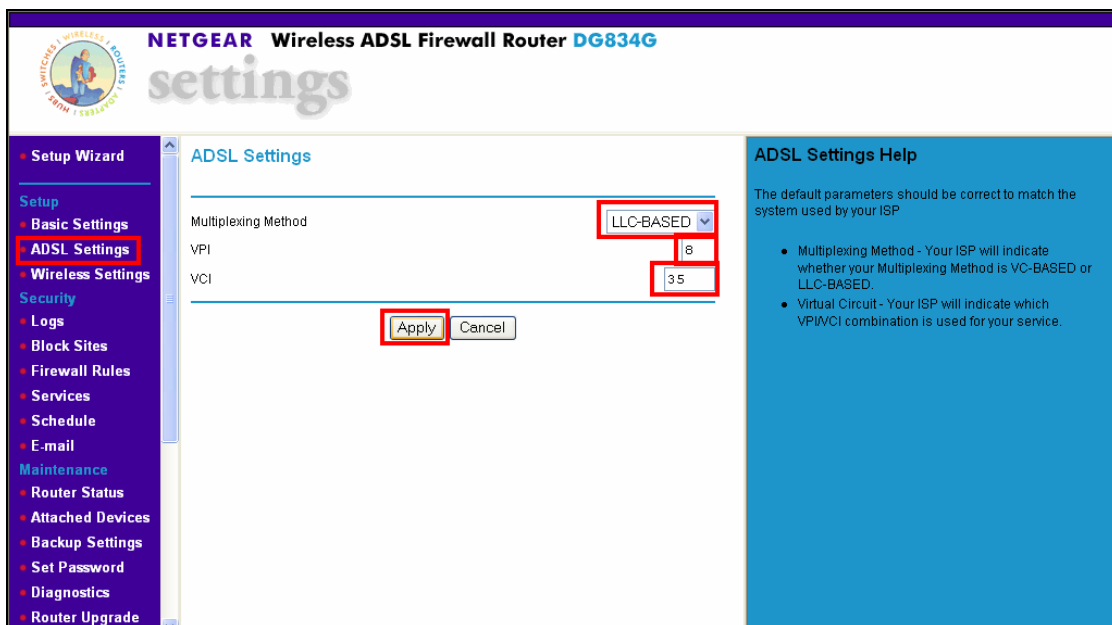 SWITCHES | WIRELESS | ROUTERS | ADAPTERS | HUBS |
NETGEAR Wireless ADSL Firewall Router DG834G
settings
Setup Wizard
Setup
Basic Settings
ADSL Settings
Wireless Settings
Security
Logs
Block Sites
Firewall Rules
Services
Schedule
E-mail
Maintenance
Router Status
Attached Devices
Backup Settings
Set Password
Diagnostics
Router Upgrade
ADSL Settings
Multiplexing Method LLC-BASED
VPI 8
VCI 35
Apply Cancel
ADSL Settings Help
The default parameters should be correct to match the
system used by your ISP
Multiplexing Method - Your ISP will indicate
whether your Multiplexing Method is VC-BASED or
LLC-BASED.
Virtual Circuit - Your ISP will indicate which
VPI/VCI combination is used for your service.